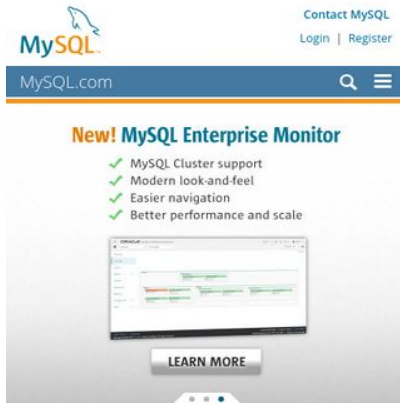 Contact MySQL
MySQL
Login | Register
MySQL.com
New! MySQL Enterprise Monitor
MySQL Cluster support
Modern look-and-feel
Easier navigation
Better performance and scale
ORACLE
LEARN MORE